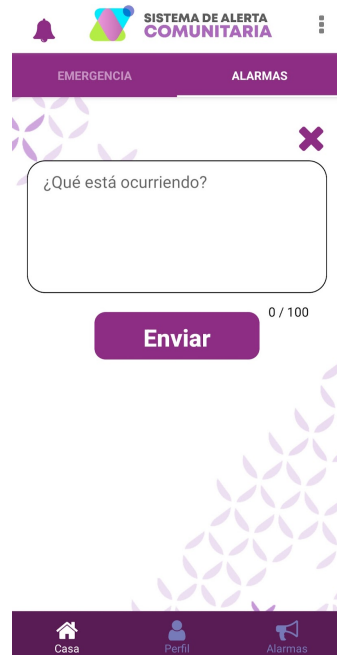 SISTEMA DE ALERTA
COMUNITARIA
EMERGENCIA
ALARMAS
¿Qué está ocurriendo?
0 / 100
Enviar
Casa
Perfil
Alarmas